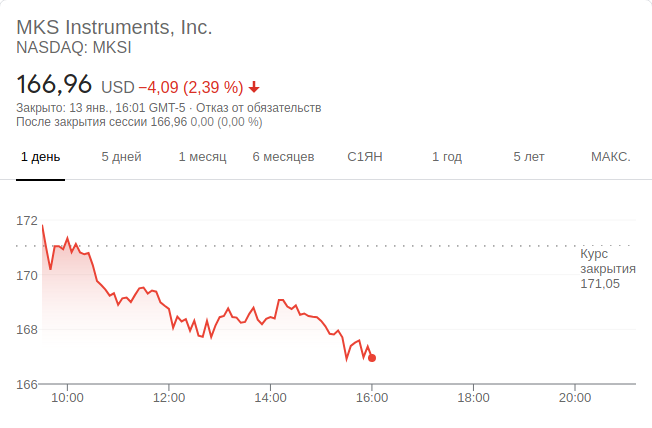 MKS Instruments, Inc.
NASDAQ: MKSI
166,96 USD −4,09 (2,39 %)
Закрыто: 13 янв., 16:01 GMT-5 · Отказ от обязательств
После закрытия сессии 166,96 0,00 (0,00 %)
1 день 5 дней 1 месяц 6 месяцев С1ЯН 1 год 5 лет МАКС.
172
Курс
закрытия
171,05
170
168
166
10:00 12:00 14:00 16:00 18:00 20:00